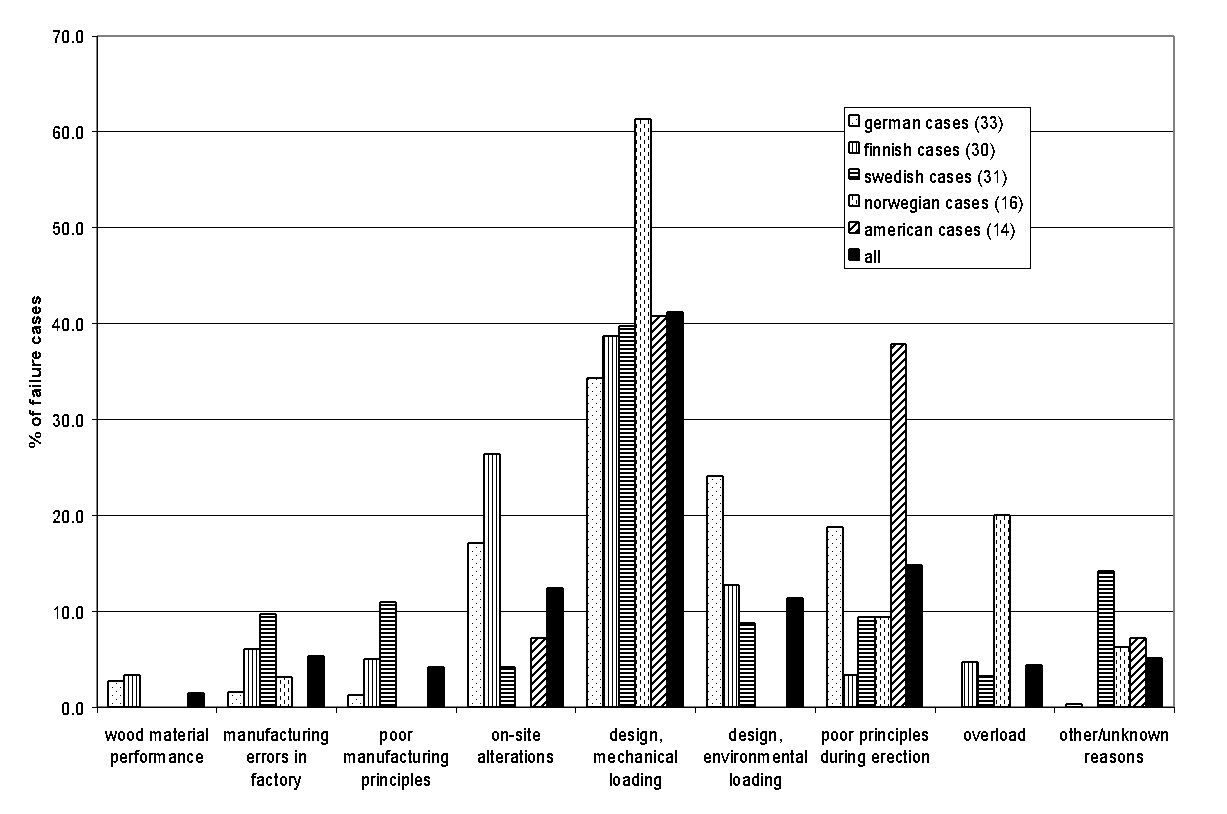 70.0
60.0
50.0
40.0
30.0
20.0
10.0
0.0
% of failure cases
german cases (33)
finnish cases (30)
swedish cases (31)
norwegian cases (16)
american cases (14)
all
wood material
performance
manufacturing
errors in
factory
poor
manufacturing
principles
on-site
alterations
design,
mechanical
loading
design,
environmental
loading
poor principles
during erection
overload
other/unknown
reasons